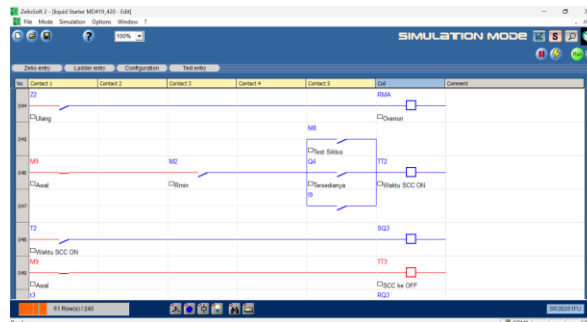 ZelioSoft 2 - [liquid Starter MD419_420 - Edit]
File Mode Simulation Options Window ?
100%
SIMULATION MODE
Zelio entry Ladder entry Configuration Text entry
No Contact 1 Contact 2 Contact 3 Contact 4 Contact 5 Coil Comment
Z2 RMA
044
Ulang Overrun
M8
045
Test Siklus
M9 M2 Q4 TT2
046
Awal Rmin Tersedianya Waktu SCC ON
I9
047
T2 SQ3
048
Waktu SCC ON
M9 TT3
049
Awal SCC ke OFF
t3 RQ3
81 Row(s) / 240
SR3B261FU